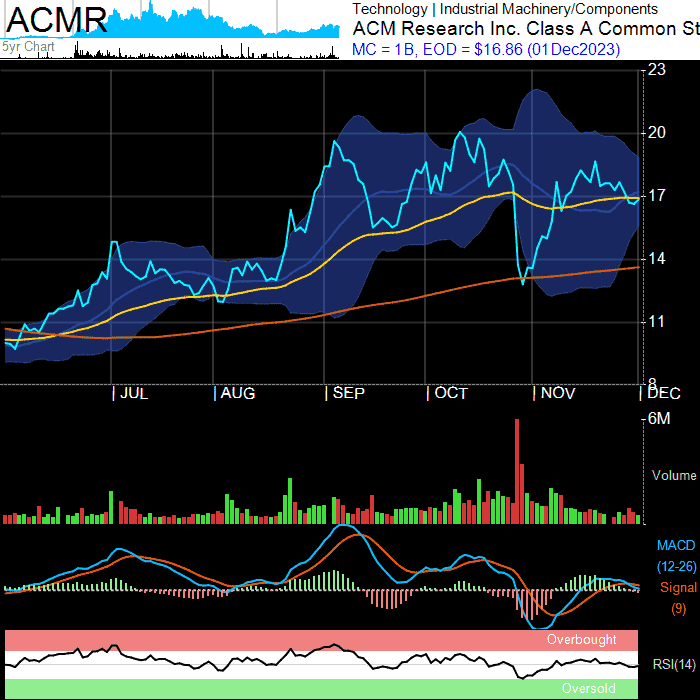 ACMR
5yr Chart
Technology | Industrial Machinery/Components
ACM Research Inc. Class A Common St
MC = 1B, EOD = $16.86 (01Dec2023)
23
20
17
14
11
8
| JUL | AUG | SEP | OCT | NOV | DEC
6M
Volume
MACD
(12-26)
Signal
(9)
Overbought
RSI(14)
Oversold